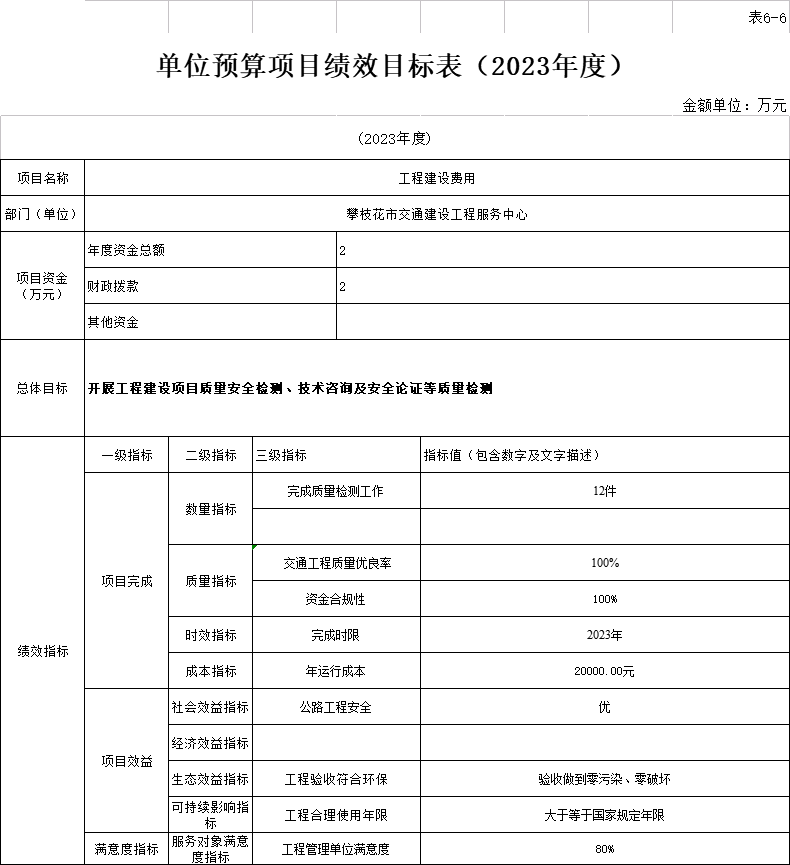 表6-6
单位预算项目绩效目标表（2023年度）
金额单位：万元
(2023年度)
项目名称
工程建设费用
部门（单位）
攀枝花市交通建设工程服务中心
项目资金
（万元）
年度资金总额
2
财政拨款
2
其他资金
总体目标
开展工程建设项目质量安全检测、技术咨询及安全论证等质量检测
绩效指标
一级指标
二级指标
三级指标
指标值（包含数字及文字描述）
项目完成
数量指标
完成质量检测工作
12件
质量指标
交通工程质量优良率
100%
资金合规性
100%
时效指标
完成时限
2023年
成本指标
年运行成本
20000.00元
项目效益
社会效益指标
公路工程安全
优
经济效益指标
生态效益指标
工程验收符合环保
验收做到零污染、零破坏
可持续影响指
标
工程合理使用年限
大于等于国家规定年限
满意度指标
服务对象满意
度指标
工程管理单位满意度
80%